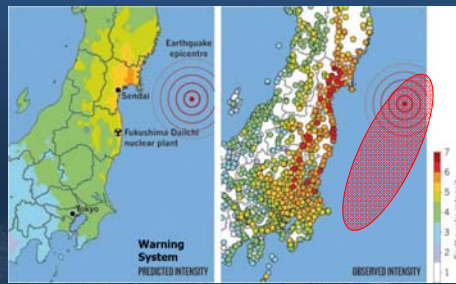 Earthquake
epicentre
Sendai
Fukushima Daiichi
nuclear plant
Tokyo
Warning
System
PREDICTED INTENSITY
OBSERVED INTENSITY
7
6
5
4
3
2
1